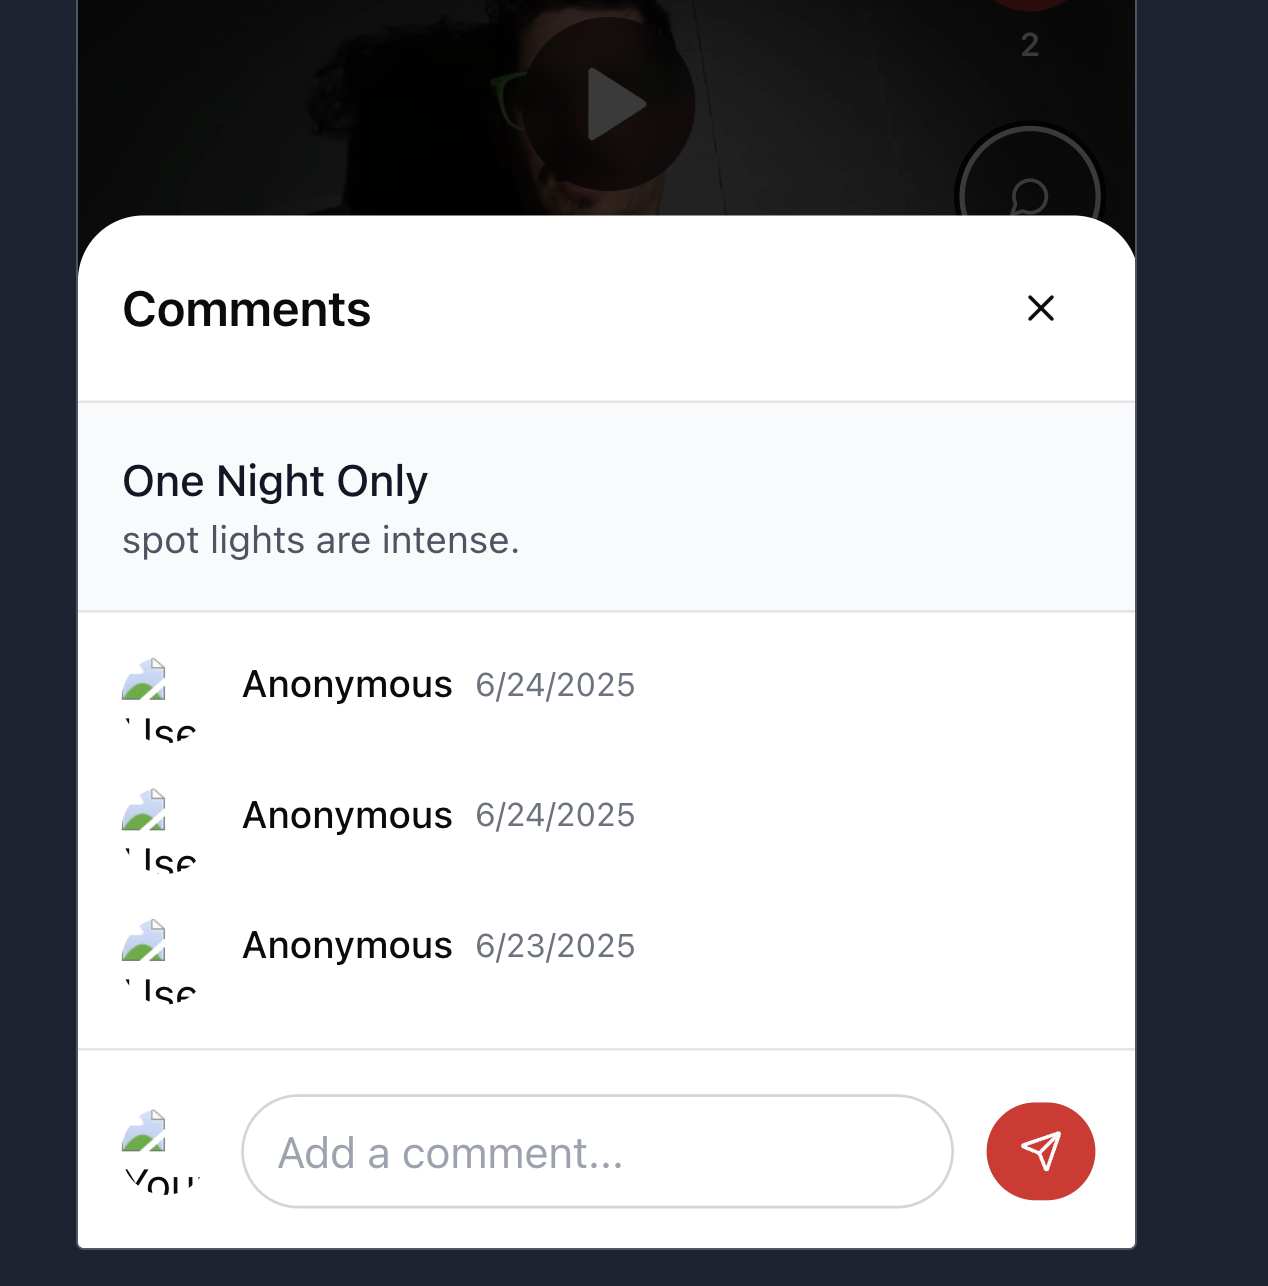 2
Comments
One Night Only
spot lights are intense.
Anonymous 6/24/2025
Use
Anonymous 6/24/2025
Use
Anonymous 6/23/2025
Use
Add a comment...
You